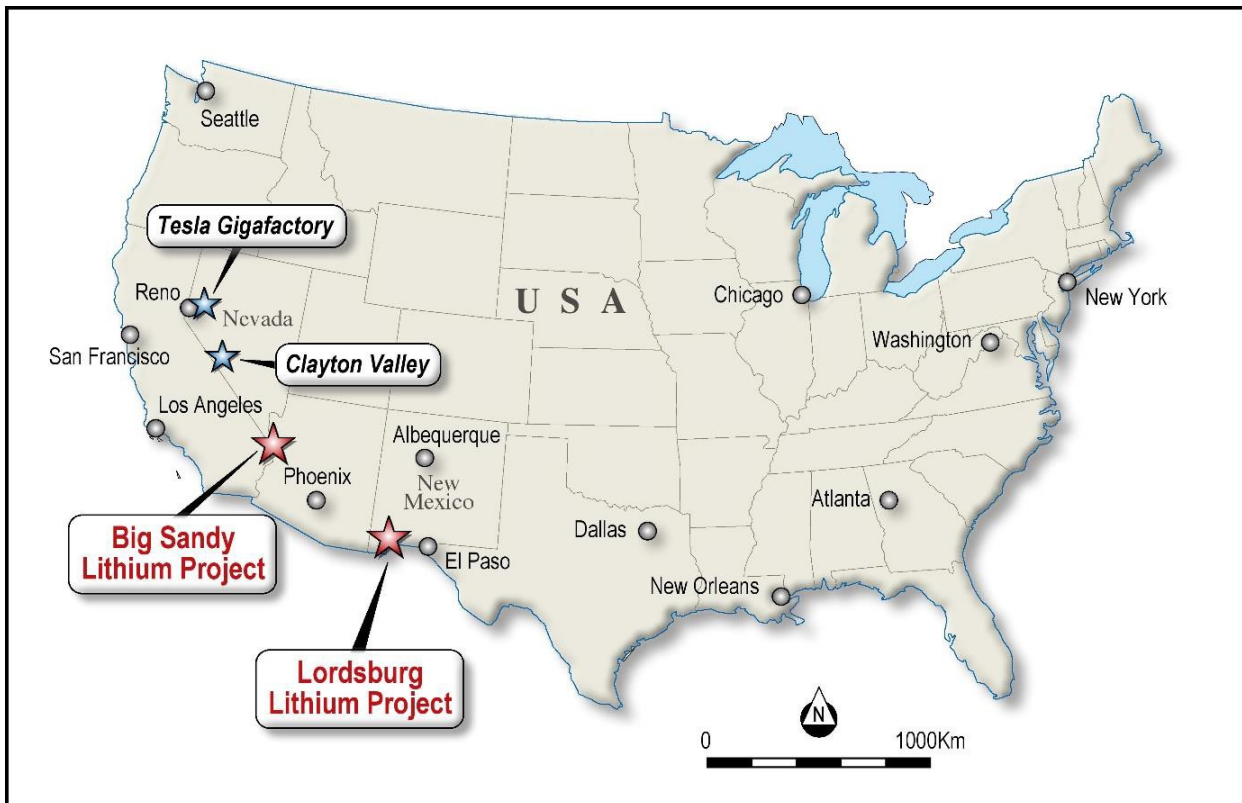 Seattle
Tesla Gigafactory
Reno
Nevada
USA
Chicago
New York
San Francisco
Clayton Valley
Washington
Los Angeles
Albequerque
Phoenix
New
Mexico
Atlanta
Big Sandy
Lithium Project
Dallas
El Paso
New Orleans
Lordsburg
Lithium Project
N
0 1000Km